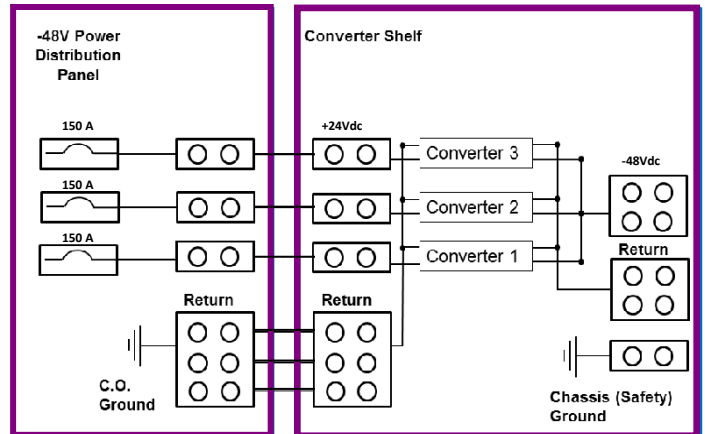 -48V Power
Distribution
Panel
Converter Shelf
150 A
+24Vdc
Converter 3
150 A
-48Vdc
Converter 2
150 A
Return
Converter 1
Return
Return
C.O.
Ground
Chassis (Safety)
Ground